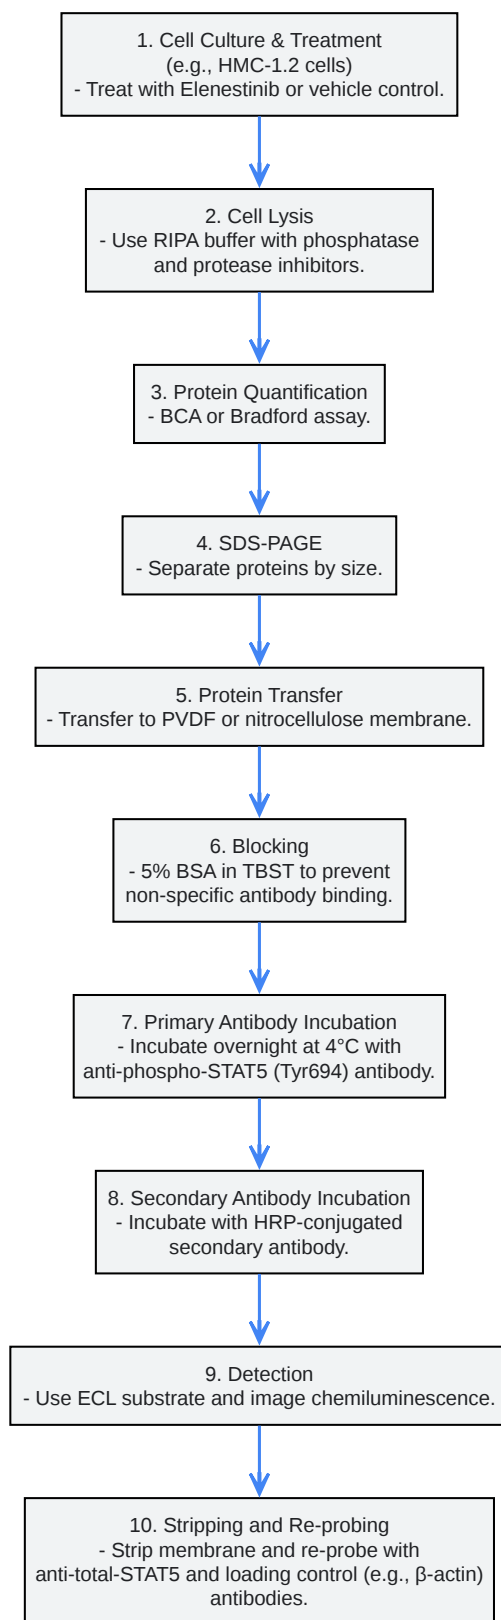 1. Cell Culture & Treatment
(e.g., HMC-1.2 cells)
- Treat with Elenestinib or vehicle control.
2. Cell Lysis
- Use RIPA buffer with phosphatase
and protease inhibitors.
3. Protein Quantification
- BCA or Bradford assay.
4. SDS-PAGE
- Separate proteins by size.
5. Protein Transfer
- Transfer to PVDF or nitrocellulose membrane.
6. Blocking
- 5% BSA in TBST to prevent
non-specific antibody binding.
7. Primary Antibody Incubation
- Incubate overnight at 4°C with
anti-phospho-STAT5 (Tyr694) antibody.
8. Secondary Antibody Incubation
- Incubate with HRP-conjugated
secondary antibody.
9. Detection
- Use ECL substrate and image chemiluminescence.
10. Stripping and Re-probing
- Strip membrane and re-probe with
anti-total-STAT5 and loading control (e.g., β-actin)
antibodies.